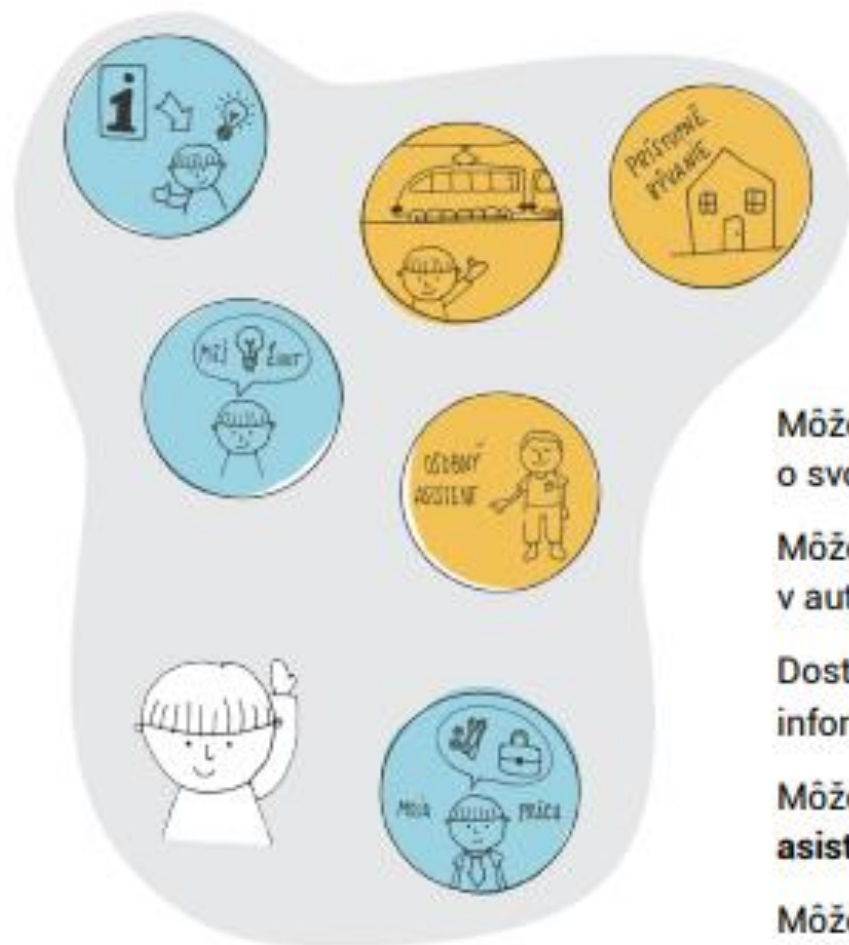 i
PRÍSTUPNÉ
BÝVANIE
MÔJ ŽIVOT
OSOBNÝ
ASISTENT
MOJA PRÁCA
Môže
o svo
Môže
v aut
Dost
infor
Môže
asist
Môže